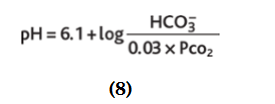 pH = 6.1 + log HCO₃⁻ / 0.03 × Pco₂
(8)